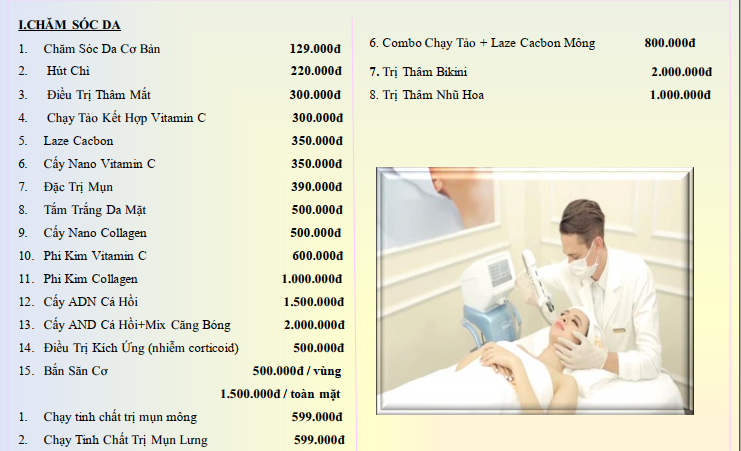 I.CHĂM SÓC DA
1. Chăm Sóc Da Cơ Bản 129.000đ
2. Hút Chì 220.000đ
3. Điều Trị Thâm Mắt 300.000đ
4. Chạy Tảo Kết Hợp Vitamin C 300.000đ
5. Laze Cacbon 350.000đ
6. Cấy Nano Vitamin C 350.000đ
7. Đặc Trị Mụn 390.000đ
8. Tắm Trắng Da Mặt 500.000đ
9. Cấy Nano Collagen 500.000đ
10. Phi Kim Vitamin C 600.000đ
11. Phi Kim Collagen 1.000.000đ
12. Cấy ADN Cá Hồi 1.500.000đ
13. Cấy AND Cá Hồi+Mix Căng Bóng 2.000.000đ
14. Điều Trị Kích Ứng (nhiễm corticoid) 500.000đ
15. Bắn Săn Cơ 500.000đ / vùng
1.500.000đ / toàn mặt
1. Chạy tinh chất trị mụn mông 599.000đ
2. Chạy Tinh Chất Trị Mụn Lưng 599.000đ
6. Combo Chạy Tảo + Laze Cacbon Mông 800.000đ
7. Trị Thâm Bikini 2.000.000đ
8. Trị Thâm Nhũ Hoa 1.000.000đ